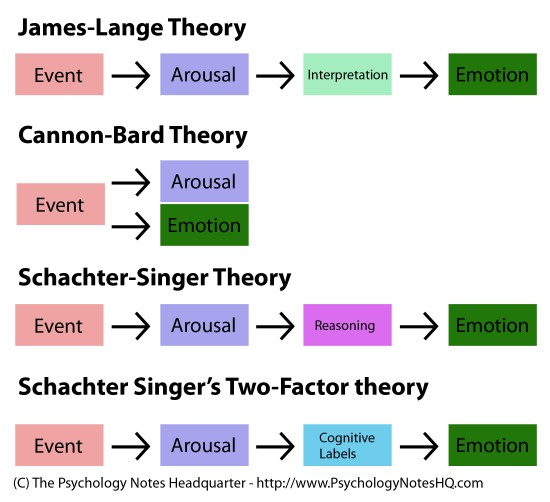 James-Lange Theory
Event Arousal Interpretation Emotion
Cannon-Bard Theory
Arousal
Event
Emotion
Schachter-Singer Theory
Event Arousal Reasoning Emotion
Schachter Singer’s Two-Factor theory
Event Arousal Cognitive Labels Emotion
(C) The Psychology Notes Headquarter - http://www.PsychologyNotesHQ.com